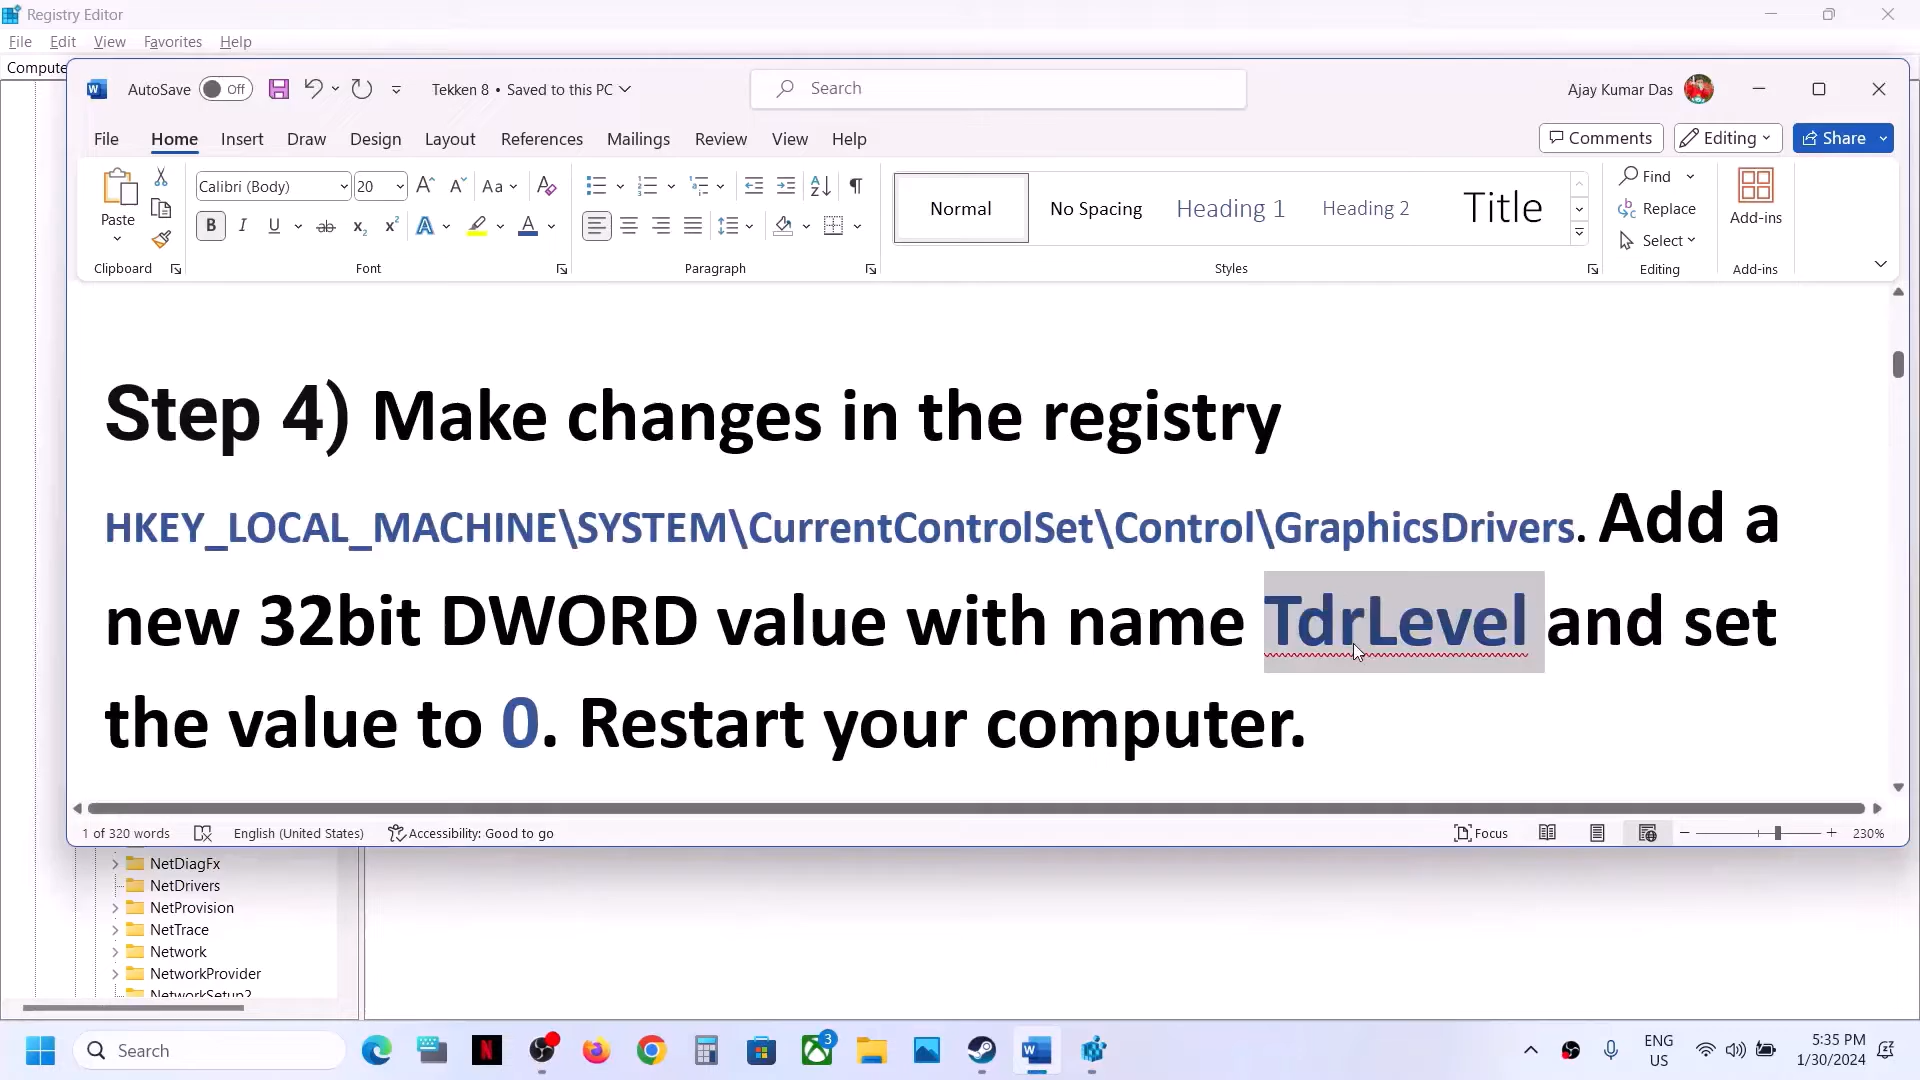 Registry Editor
File Edit View Favorites Help
Compute
AutoSave Off Tekken 8 • Saved to this PC Search Ajay Kumar Das
File Home Insert Draw Design Layout References Mailings Review View Help Comments Editing Share
Paste
Calibri (Body) 20
Normal No Spacing Heading 1 Heading 2 Title
Find
Replace
Select
Add-ins
Clipboard Font Paragraph Styles Editing Add-ins
Step 4) Make changes in the registry
HKEY_LOCAL_MACHINE\SYSTEM\CurrentControlSet\Control\GraphicsDrivers. Add a
new 32bit DWORD value with name TdrLevel and set
the value to 0. Restart your computer.
1 of 320 words English (United States) Accessibility: Good to go Focus 230%
NetDiagFx
NetDrivers
NetProvision
NetTrace
Network
NetworkProvider
NetworkSetup2
Search 3 ENG US 5:35 PM 1/30/2024